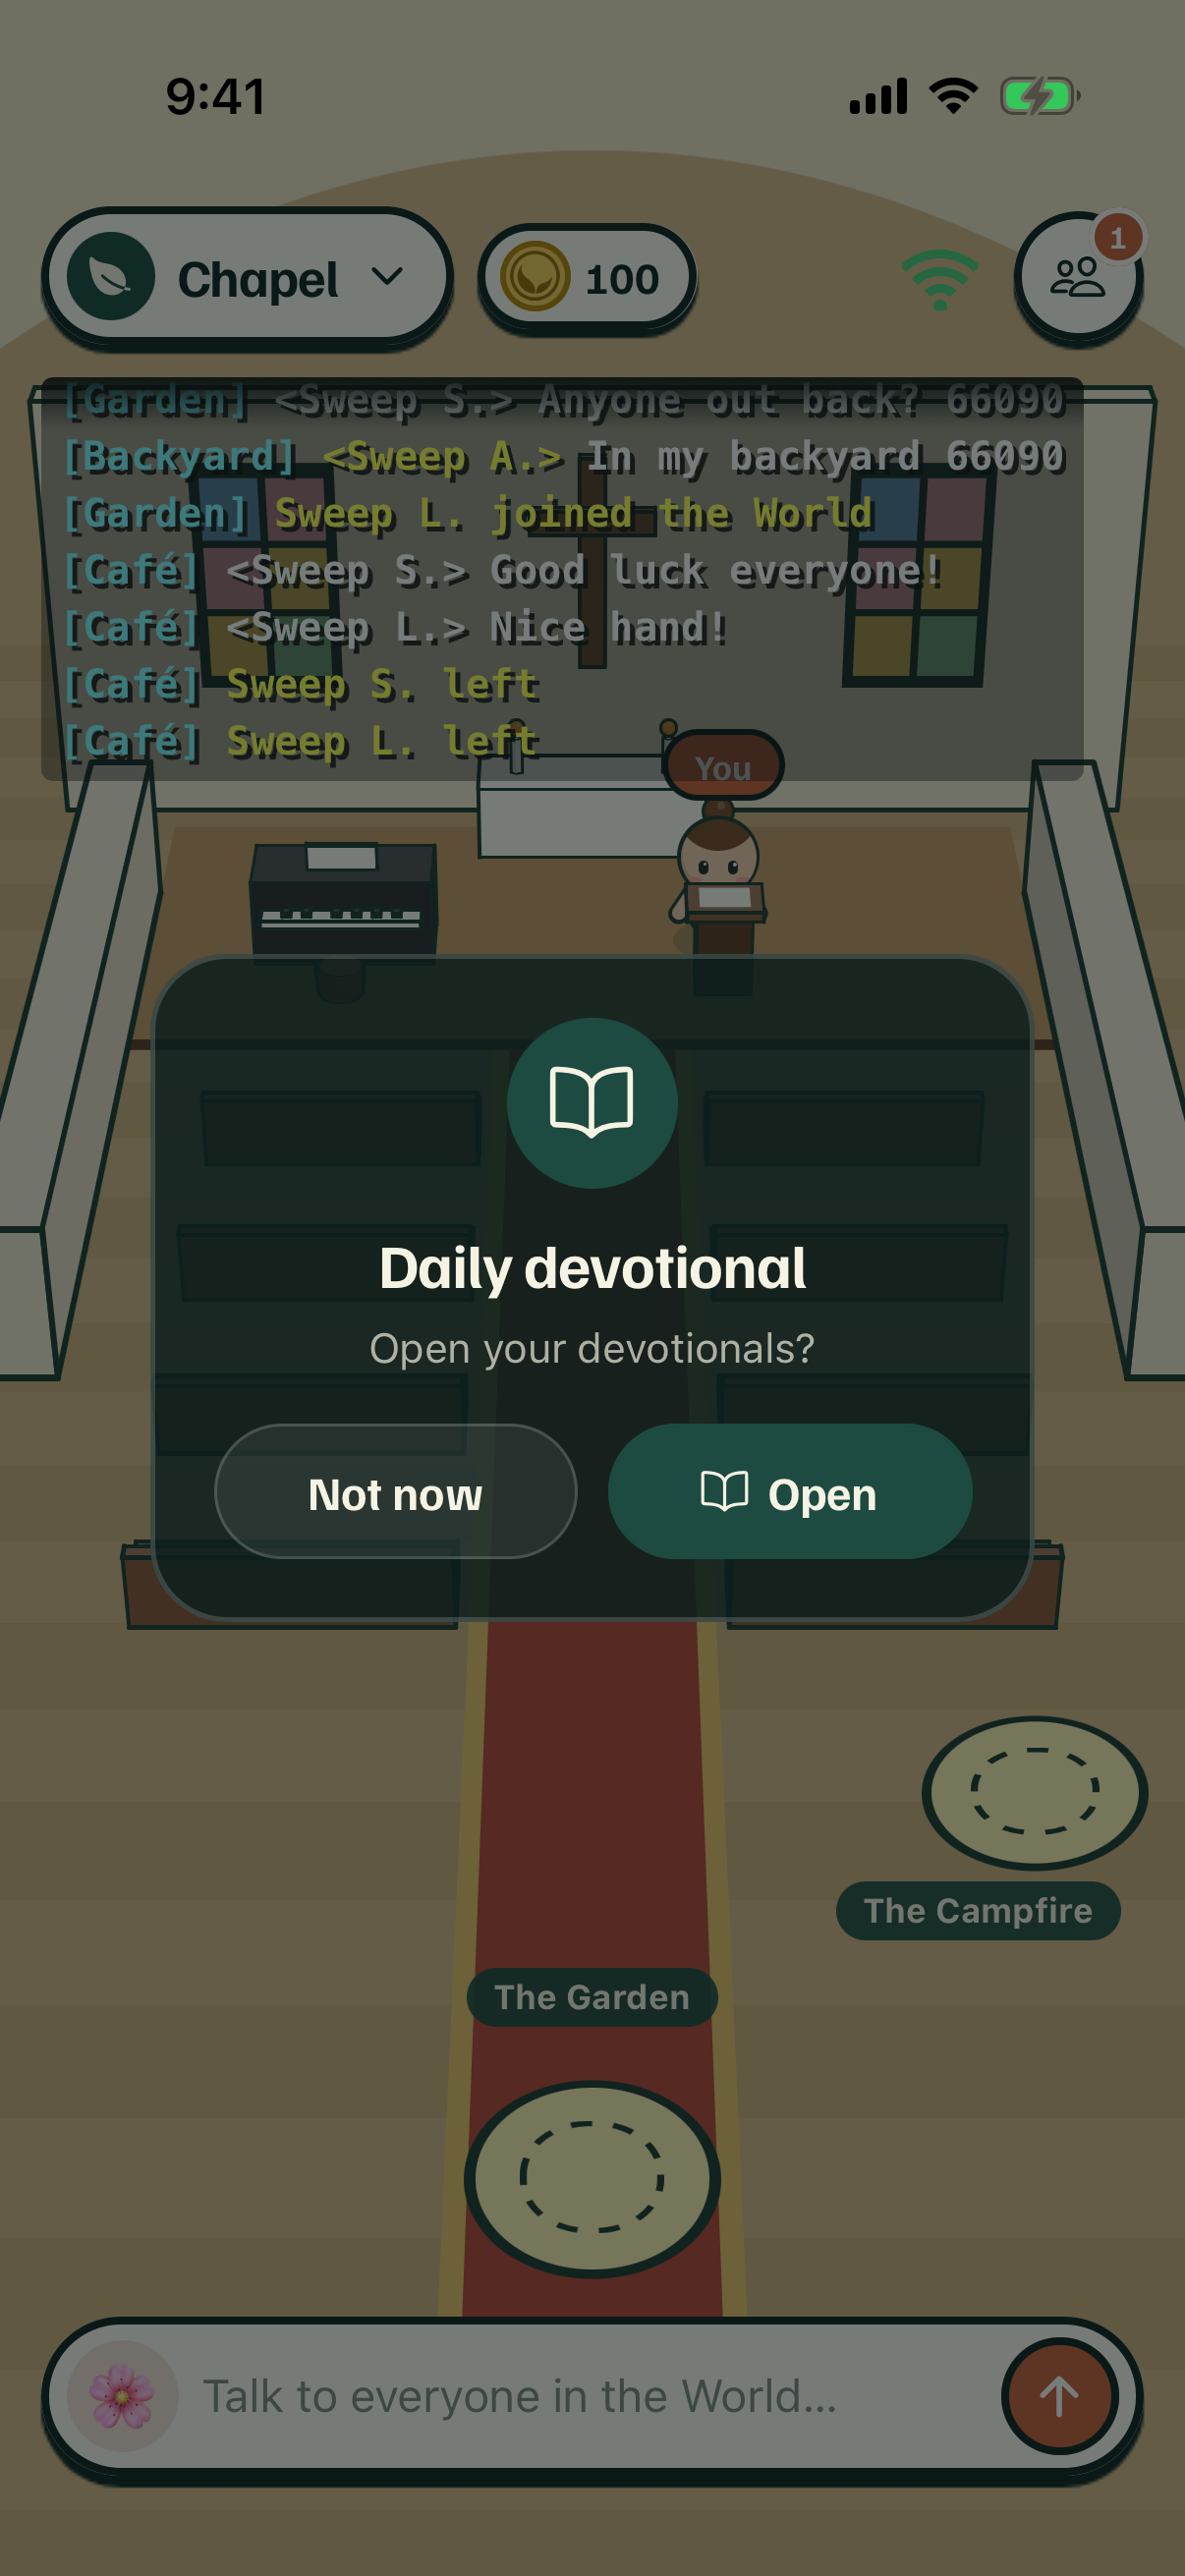 9:41
Chapel
100
1
[Garden] <Sweep S.> Anyone out back? 66090
[Backyard] <Sweep A.> In my backyard 66090
[Garden] Sweep L. joined the World
[Café] <Sweep S.> Good luck everyone!
[Café] <Sweep L.> Nice hand!
[Café] Sweep S. left
[Café] Sweep L. left
You
Daily devotional
Open your devotionals?
Not now
Open
The Campfire
The Garden
Talk to everyone in the World...